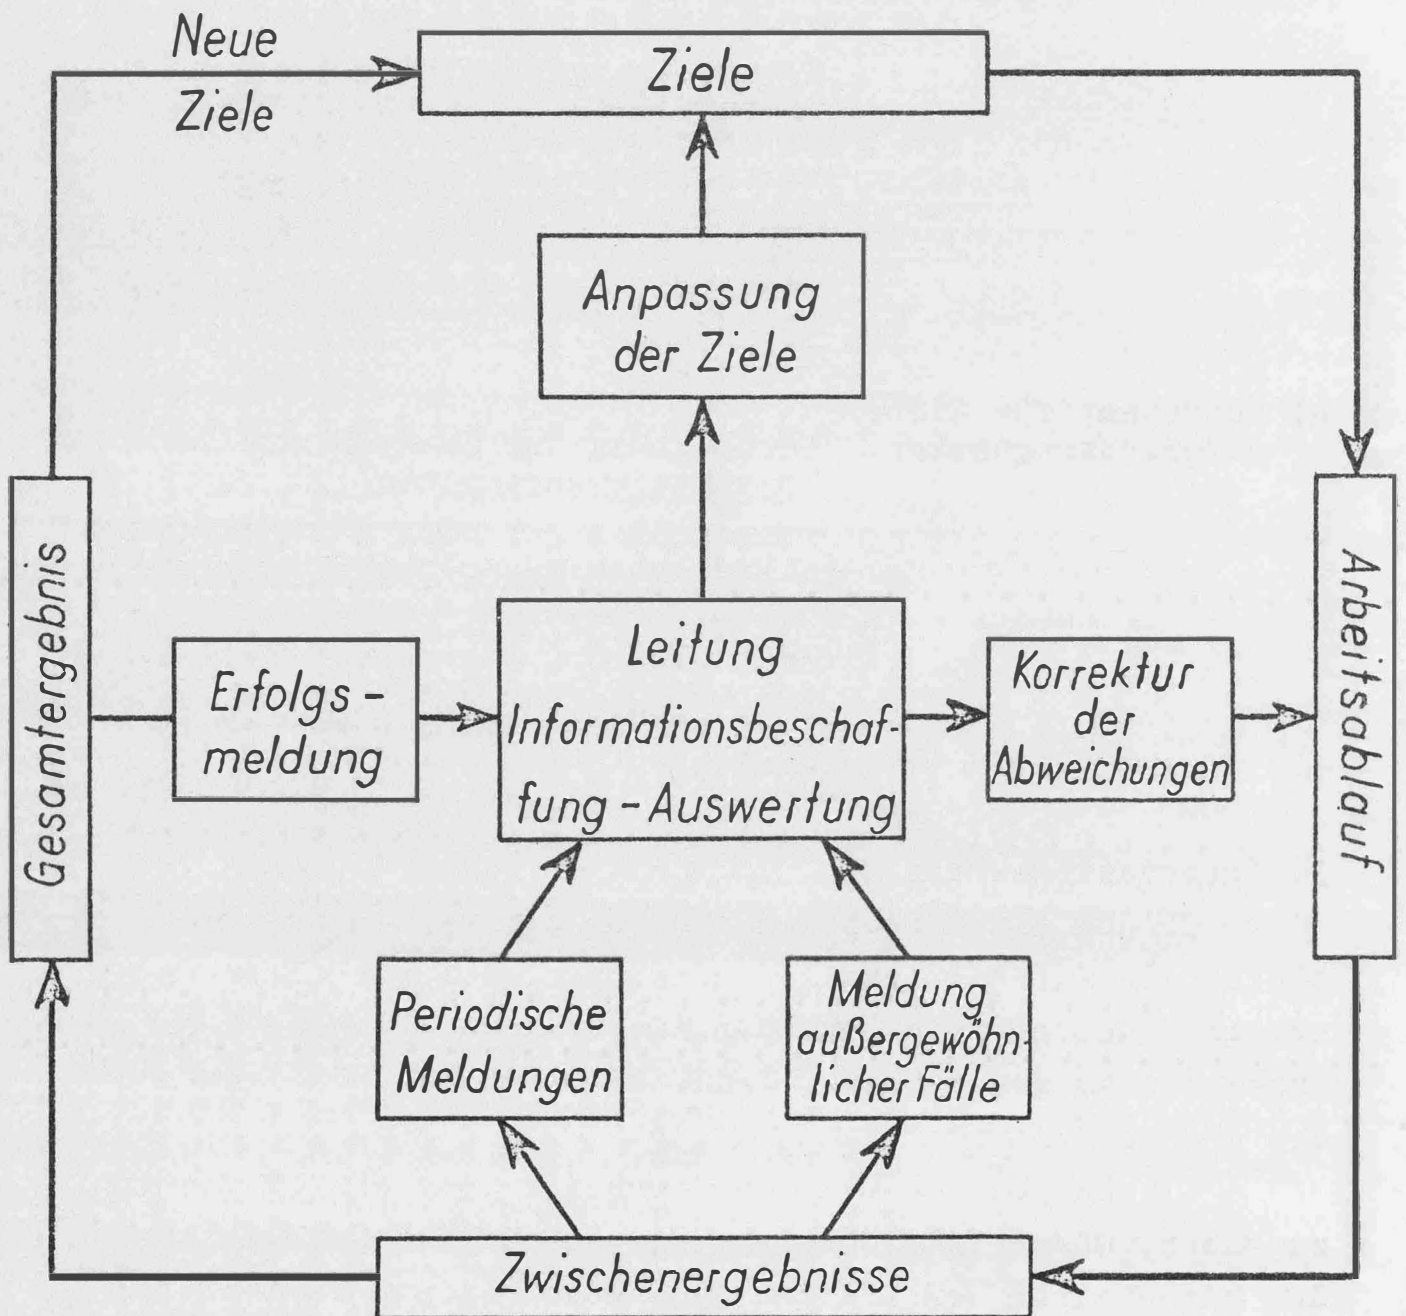 Neue
Ziele
Ziele
Anpassung
der Ziele
Gesamtergebnis
Erfolgs-
meldung
Leitung
Informationsbeschaf-
fung - Auswertung
Korrektur
der
Abweichungen
Arbeitsablauf
Periodische
Meldungen
Meldung
außergewöhn-
licher Fälle
Zwischenergebnisse